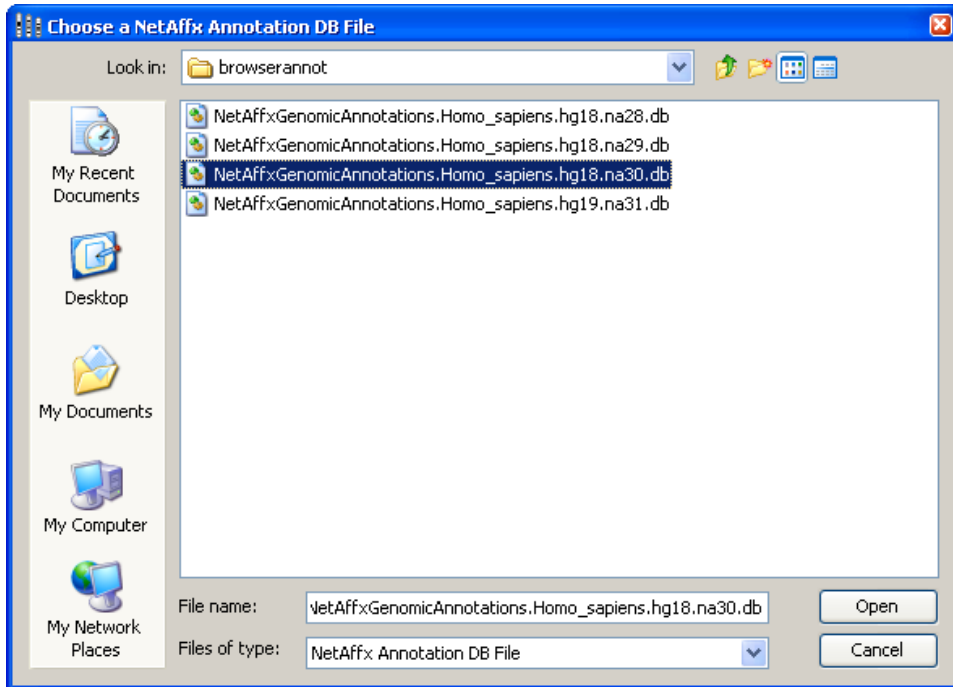 Choose a NetAffx Annotation DB File
Look in: browserannot
NetAffxGenomicAnnotations.Homo_sapiens.hg18.na28.db
NetAffxGenomicAnnotations.Homo_sapiens.hg18.na29.db
NetAffxGenomicAnnotations.Homo_sapiens.hg18.na30.db
NetAffxGenomicAnnotations.Homo_sapiens.hg19.na31.db
My Recent
Documents
Desktop
My Documents
My Computer
My Network
Places
File name: NetAffxGenomicAnnotations.Homo_sapiens.hg18.na30.db Open
Files of type: NetAffx Annotation DB File Cancel